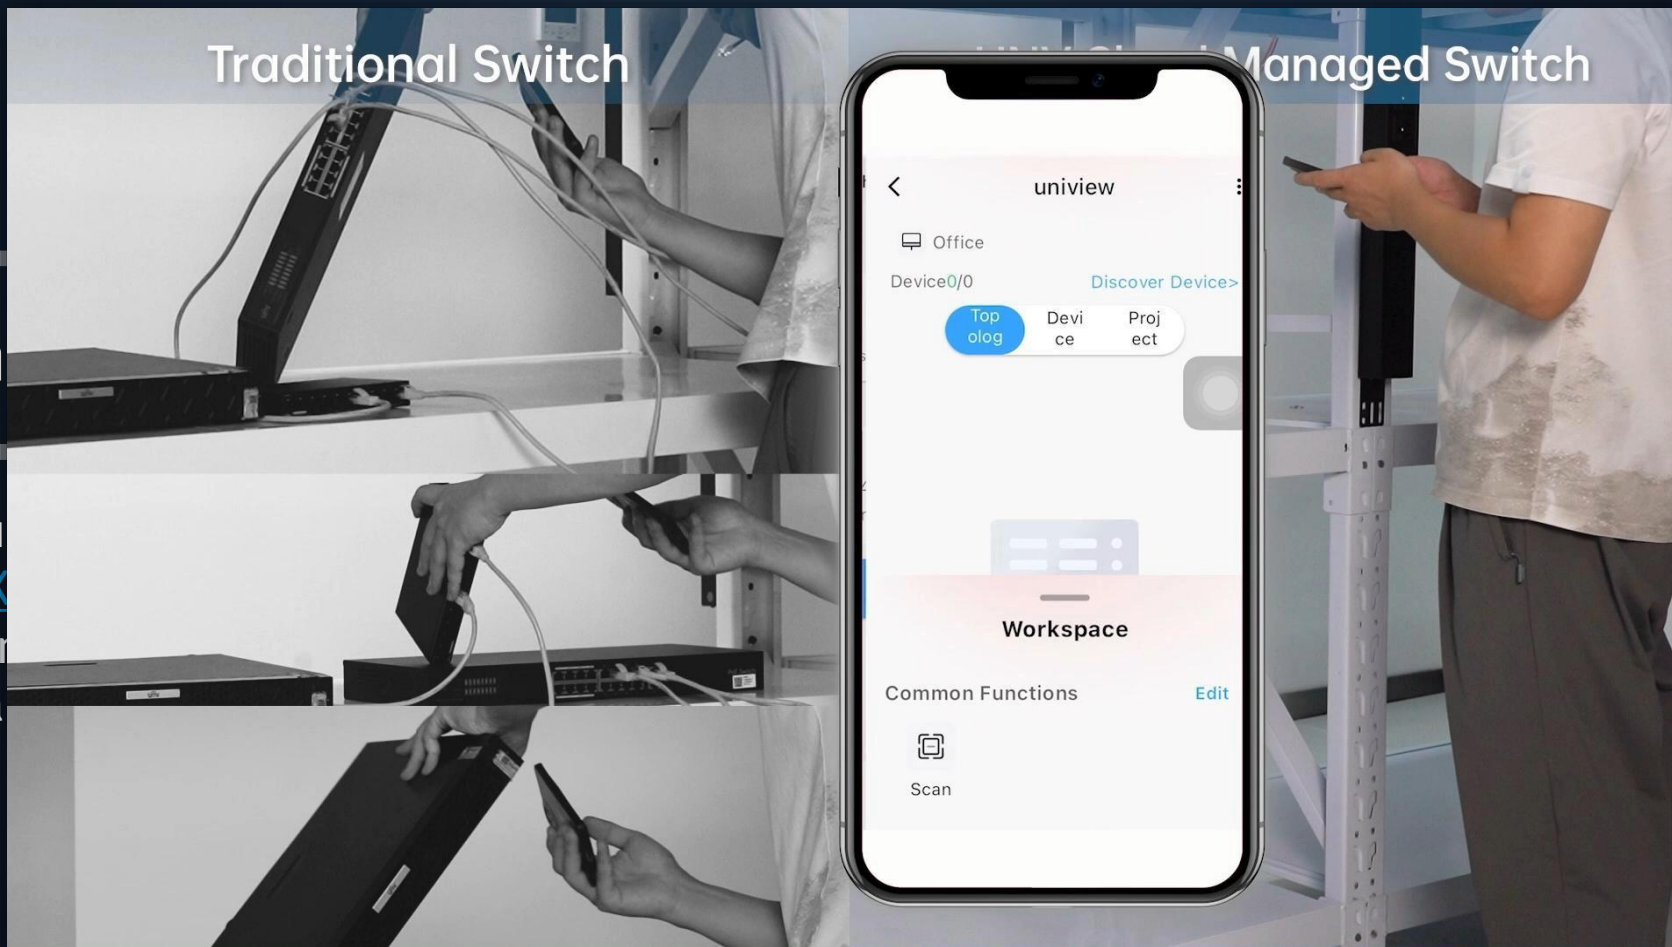 Traditional Switch
Managed Switch
uniview
Office
Device0/0
Discover Device>
Top
olog
Devi
ce
Proj
ect
Workspace
Common Functions
Edit
Scan